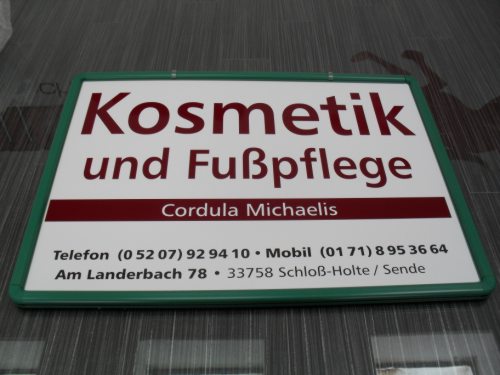 Kosmetik
und Fußpflege
Cordula Michaelis
Telefon (0 52 07) 92 94 10 • Mobil (01 71) 8 95 36 64
Am Landerbach 78 • 33758 Schloß-Holte / Sende